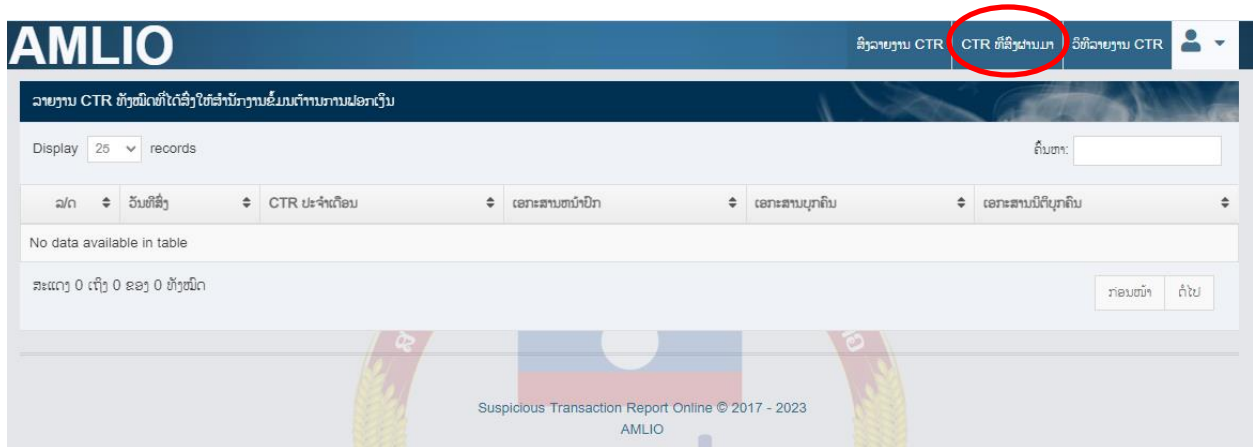 AMLIO
ສົ່ງລາຍງານ CTR
CTR ທີ່ສົ່ງຜ່ານມາ
ວິທີລາຍງານ CTR
ລາຍງານ CTR ທັງໝົດທີ່ໄດ້ສົ່ງໃຫ້ສຳນັກງານຂໍ້ມູນຕ້ານການຟອກເງິນ
Display 25 records
ຄົ້ນຫາ:
ລ/ດ
ວັນທີສົ່ງ
CTR ປະຈຳເດືອນ
ເອກະສານໜ້າປົກ
ເອກະສານບຸກຄົນ
ເອກະສານນິຕິບຸກຄົນ
No data available in table
ສະແດງ 0 ເຖິງ 0 ຂອງ 0 ທັງໝົດ
ກ່ອນໜ້າ
ຕໍ່ໄປ
Suspicious Transaction Report Online © 2017 - 2023
AMLIO